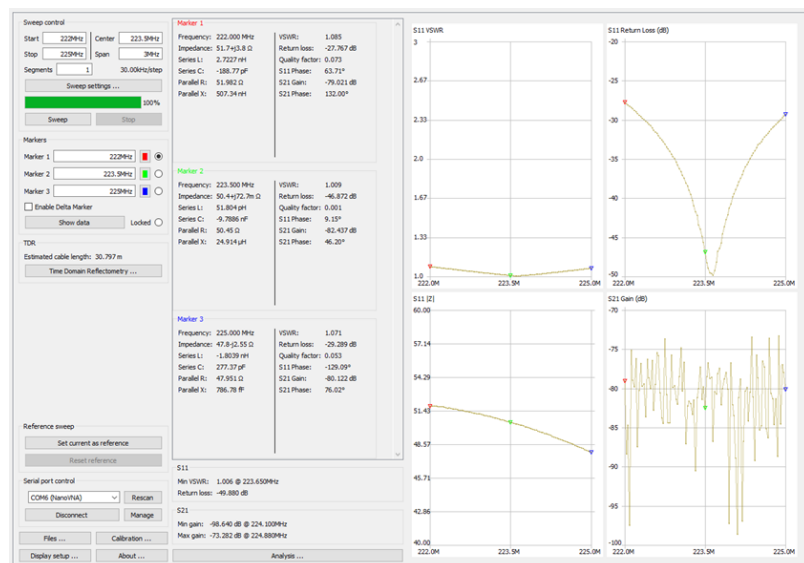 Sweep control
Start 222MHz Center 223.5MHz
Stop 225MHz Span 3MHz
Segments 1 30.00kHz/step
Sweep settings ...
100%
Sweep Stop
Markers
Marker 1 222MHz
Marker 2 223.5MHz
Marker 3 225MHz
Enable Delta Marker
Show data Locked
TDR
Estimated cable length: 30.797 m
Time Domain Reflectometry ...
Reference sweep
Set current as reference
Reset reference
Serial port control
COM6 (NanoVNA) Rescan
Disconnect Manage
Files ... Calibration ...
Display setup ... About ...
Marker 1
Frequency: 222.000 MHz VSWR: 1.085
Impedance: 51.7+j3.8 Ω Return loss: -27.767 dB
Series L: 2.7227 nH Quality factor: 0.073
Series C: -188.77 pF S11 Phase: 63.71°
Parallel R: 51.982 Ω S21 Gain: -79.021 dB
Parallel X: 507.34 nH S21 Phase: 132.00°
Marker 2
Frequency: 223.500 MHz VSWR: 1.009
Impedance: 50.4+j72.7m Ω Return loss: -46.872 dB
Series L: 51.804 pH Quality factor: 0.001
Series C: -9.7886 nF S11 Phase: 9.15°
Parallel R: 50.45 Ω S21 Gain: -82.437 dB
Parallel X: 24.914 µH S21 Phase: 46.20°
Marker 3
Frequency: 225.000 MHz VSWR: 1.071
Impedance: 47.8-j2.55 Ω Return loss: -29.289 dB
Series L: -1.8039 nH Quality factor: 0.053
Series C: 277.37 pF S11 Phase: -129.09°
Parallel R: 47.951 Ω S21 Gain: -80.122 dB
Parallel X: 786.78 fF S21 Phase: 76.02°
S11
Min VSWR: 1.006 @ 223.650MHz
Return loss: -49.880 dB
S21
Min gain: -98.640 dB @ 224.100MHz
Max gain: -73.282 dB @ 224.880MHz
Analysis ...
S11 VSWR
3
2.67
2.33
2.0
1.67
1.33
1.0
222.0M 223.5M 225.0M
S11 Return Loss (dB)
-20
-25
-30
-35
-40
-45
-50
222.0M 223.5M 225.0M
S11 |Z|
60.00
57.14
54.29
51.43
48.57
45.71
42.86
40.00
222.0M 223.5M 225.0M
S21 Gain (dB)
-70
-75
-80
-85
-90
-95
-100
222.0M 223.5M 225.0M